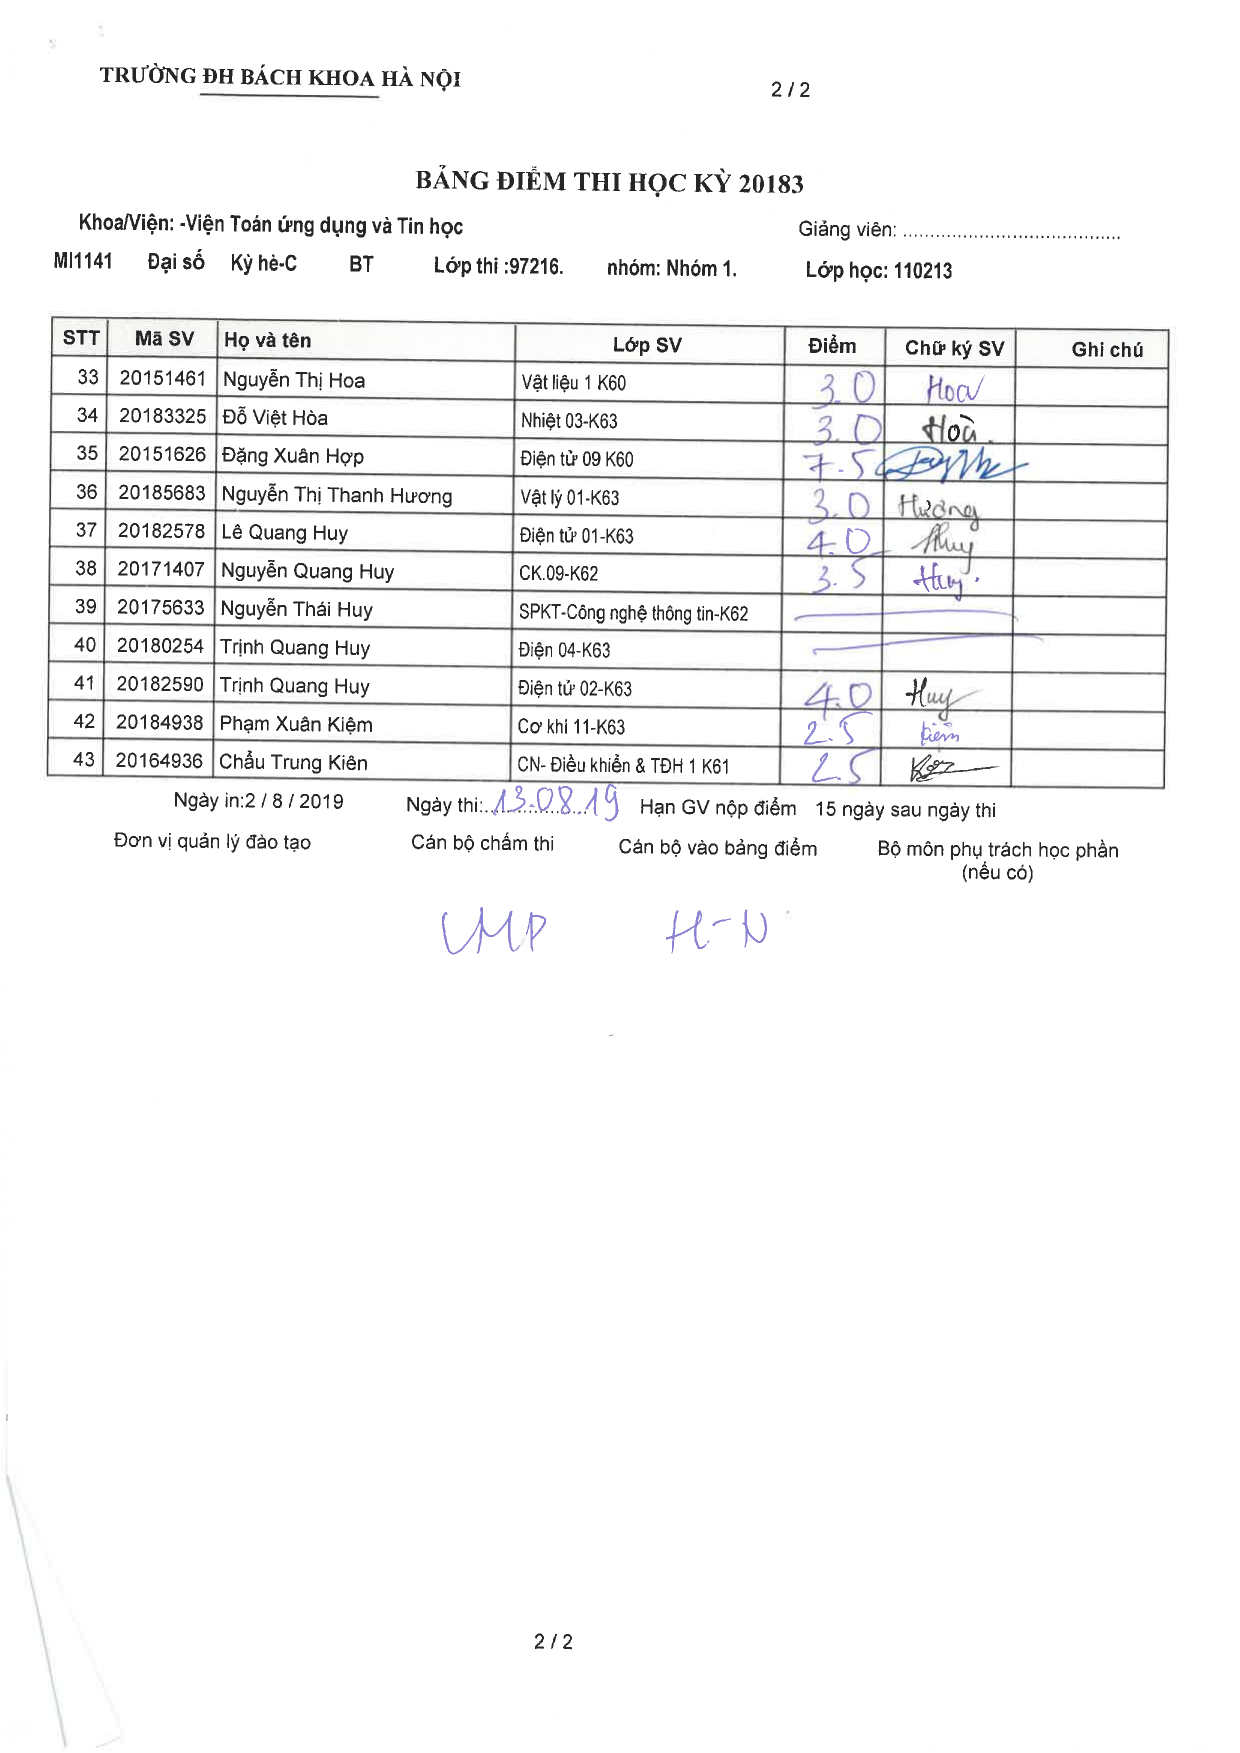 TRƯỜNG ĐH BÁCH KHOA HÀ NỘI
2 / 2
BẢNG ĐIỂM THI HỌC KỲ 20183
Khoa/Viện: -Viện Toán ứng dụng và Tin học Giảng viên: ........................................
MI1141 Đại số Kỳ hè-C BT Lớp thi :97216. nhóm: Nhóm 1. Lớp học: 110213
STT Mã SV Họ và tên Lớp SV Điểm Chữ ký SV Ghi chú
33 20151461 Nguyễn Thị Hoa Vật liệu 1 K60 3.0 Hoa
34 20183325 Đỗ Việt Hòa Nhiệt 03-K63 3.0 Hoà
35 20151626 Đặng Xuân Hợp Điện tử 09 K60 7.5
36 20185683 Nguyễn Thị Thanh Hương Vật lý 01-K63 3.0 Hương
37 20182578 Lê Quang Huy Điện tử 01-K63 4.0 Huy
38 20171407 Nguyễn Quang Huy CK.09-K62 3.5 Huy
39 20175633 Nguyễn Thái Huy SPKT-Công nghệ thông tin-K62
40 20180254 Trịnh Quang Huy Điện 04-K63
41 20182590 Trịnh Quang Huy Điện tử 02-K63 4.0 Huy
42 20184938 Phạm Xuân Kiệm Cơ khí 11-K63 2.5 kiệm
43 20164936 Chẩu Trung Kiên CN- Điều khiển & TĐH 1 K61 2.5
Ngày in:2 / 8 / 2019 Ngày thi:13.08.19 Hạn GV nộp điểm 15 ngày sau ngày thi
Đơn vị quản lý đào tạo Cán bộ chấm thi Cán bộ vào bảng điểm Bộ môn phụ trách học phần
(nếu có)
VMP H-N
2 / 2